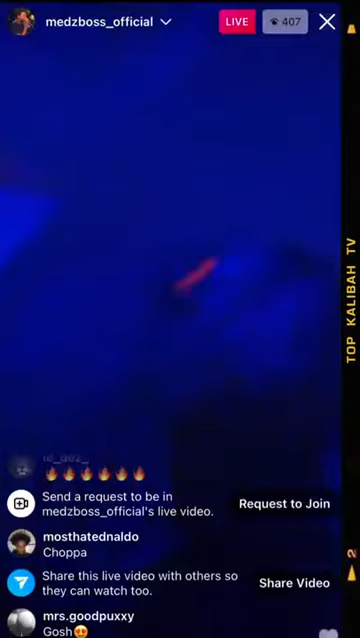 medzboss_official
LIVE
407
TOP KALIBAH TV
2
🔥🔥🔥🔥🔥🔥
Send a request to be in
medzboss_official's live video.
Request to Join
mosthatednaldo
Choppa
Share this live video with others so
they can watch too.
Share Video
mrs.goodpuxxy
Gosh😍